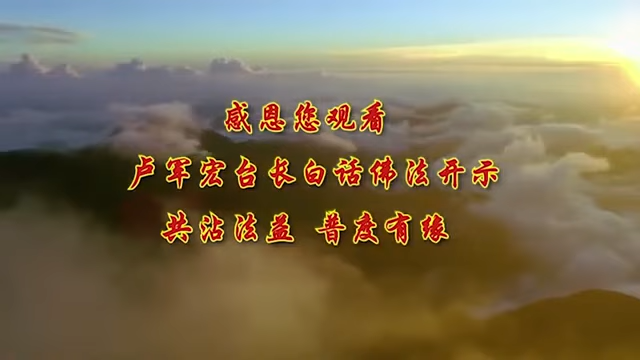 感恩您观看
卢军宏台长白话佛法开示
共沾法益 普度有缘